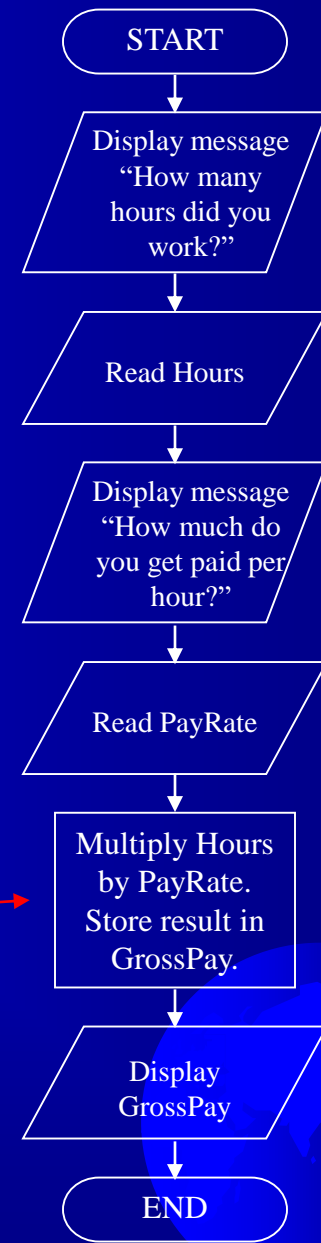 START
Display message
“How many
hours did you
work?”
Read Hours
Display message
“How much do
you get paid per
hour?”
Read PayRate
Multiply Hours
by PayRate.
Store result in
GrossPay.
Display
GrossPay
END